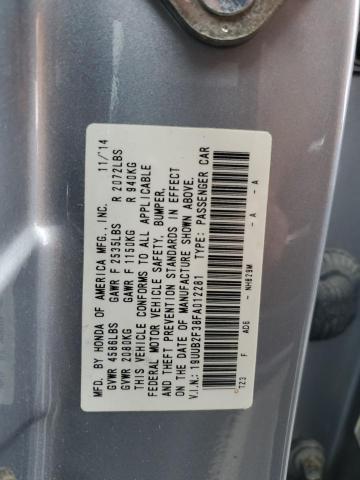 MFD. BY HONDA OF AMERICA MFG., INC. 11/14
GVWR 4586LBS GAWR F 2535LBS R 2072LBS
GVWR 2080KG GAWR F 1150KG R 940KG
THIS VEHICLE CONFORMS TO ALL APPLICABLE
FEDERAL MOTOR VEHICLE SAFETY, BUMPER,
THEFT PREVENTION STANDARDS IN EFFECT
ON THE DATE OF MANUFACTURE SHOWN ABOVE.
V.I.N.: 19UUB2F38FA012281 TYPE: PASSENGER CAR
TZ3 F AD6 - NH829M - A - A